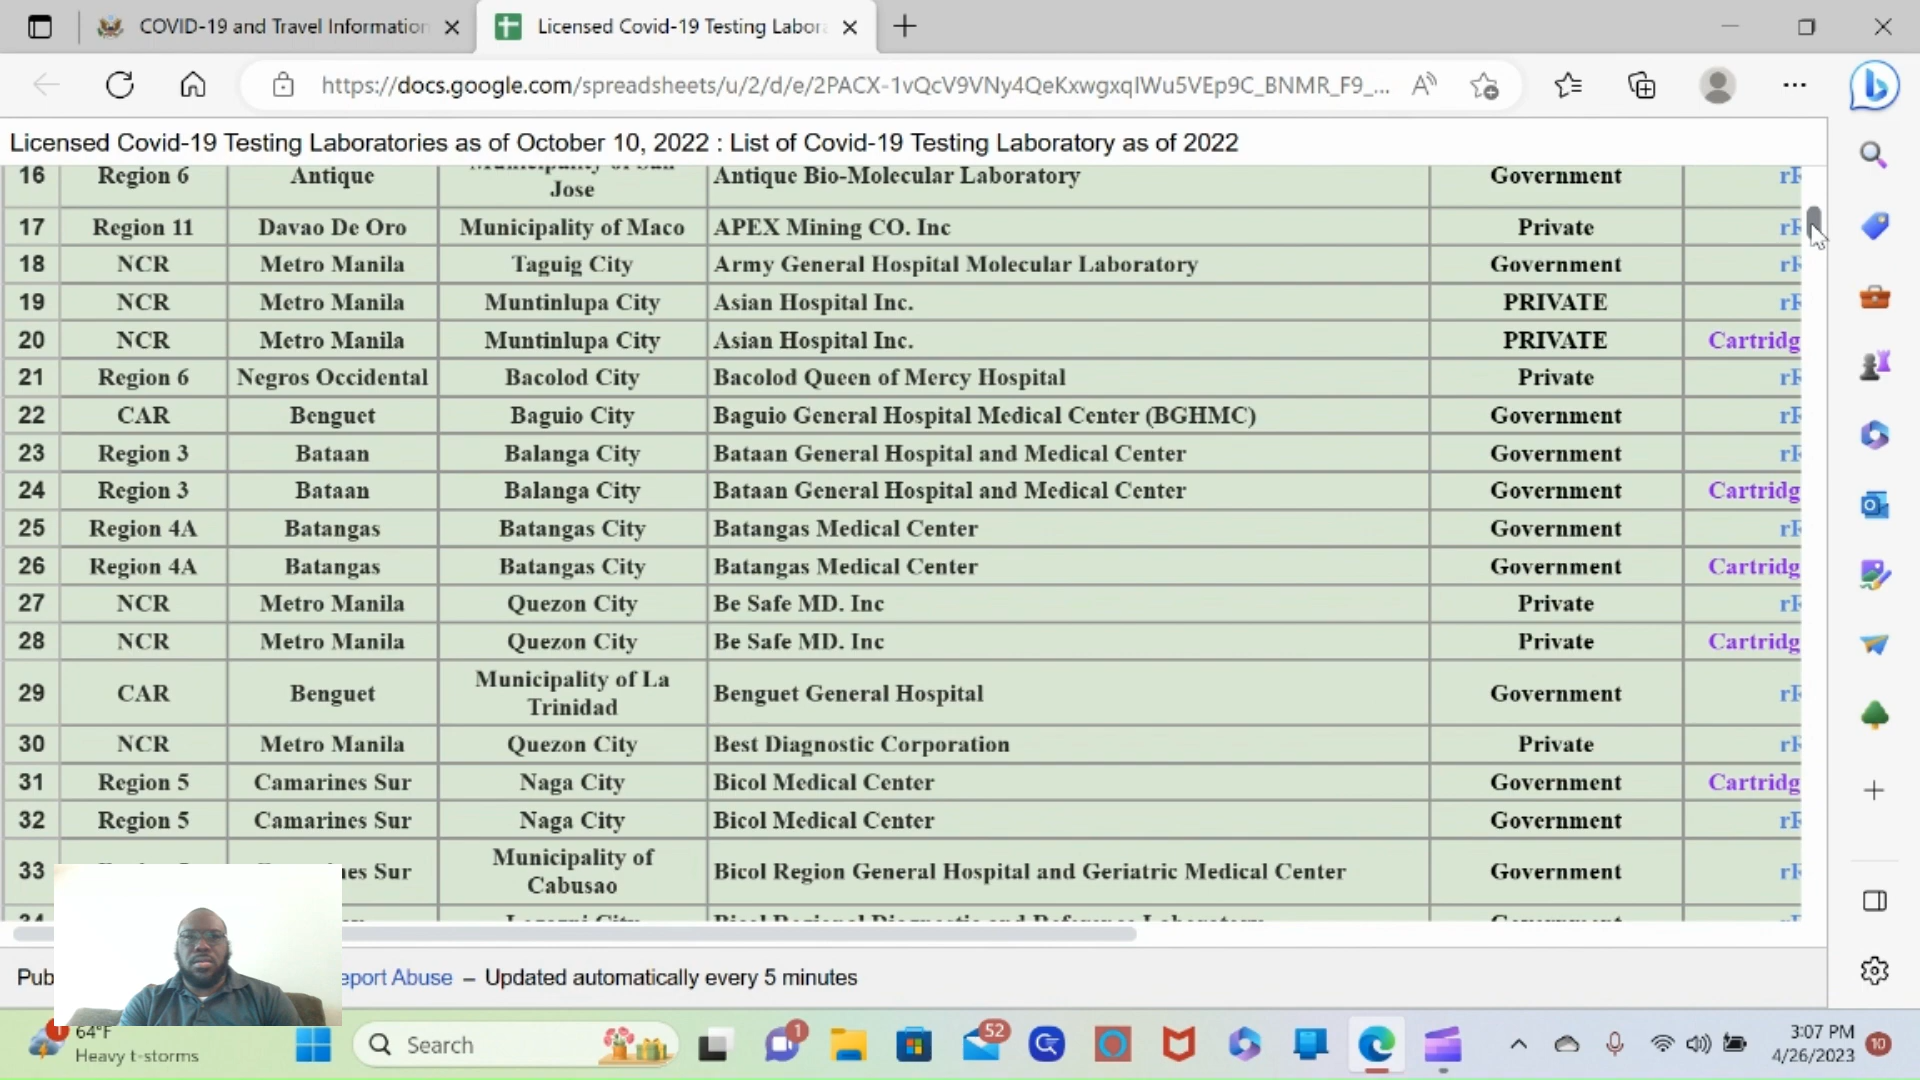 COVID-19 and Travel Information
Licensed Covid-19 Testing Labora
https://docs.google.com/spreadsheets/u/2/d/e/2PACX-1vQcV9VNy4QeKxwgxqIWu5VEp9C_BNMR_F9_...
Licensed Covid-19 Testing Laboratories as of October 10, 2022 : List of Covid-19 Testing Laboratory as of 2022
16 Region 6 Antique Municipality of San Jose Antique Bio-Molecular Laboratory Government
17 Region 11 Davao De Oro Municipality of Maco APEX Mining CO. Inc Private
18 NCR Metro Manila Taguig City Army General Hospital Molecular Laboratory Government
19 NCR Metro Manila Muntinlupa City Asian Hospital Inc. PRIVATE
20 NCR Metro Manila Muntinlupa City Asian Hospital Inc. PRIVATE Cartridg
21 Region 6 Negros Occidental Bacolod City Bacolod Queen of Mercy Hospital Private
22 CAR Benguet Baguio City Baguio General Hospital Medical Center (BGHMC) Government
23 Region 3 Bataan Balanga City Bataan General Hospital and Medical Center Government
24 Region 3 Bataan Balanga City Bataan General Hospital and Medical Center Government Cartridg
25 Region 4A Batangas Batangas City Batangas Medical Center Government
26 Region 4A Batangas Batangas City Batangas Medical Center Government Cartridg
27 NCR Metro Manila Quezon City Be Safe MD. Inc Private
28 NCR Metro Manila Quezon City Be Safe MD. Inc Private Cartridg
29 CAR Benguet Municipality of La Trinidad Benguet General Hospital Government
30 NCR Metro Manila Quezon City Best Diagnostic Corporation Private
31 Region 5 Camarines Sur Naga City Bicol Medical Center Government Cartridg
32 Region 5 Camarines Sur Naga City Bicol Medical Center Government
33 es Sur Municipality of Cabusao Bicol Region General Hospital and Geriatric Medical Center Government
Pub eport Abuse – Updated automatically every 5 minutes
1 64°F
Heavy t-storms
Search
1
52
3:07 PM
4/26/2023
10